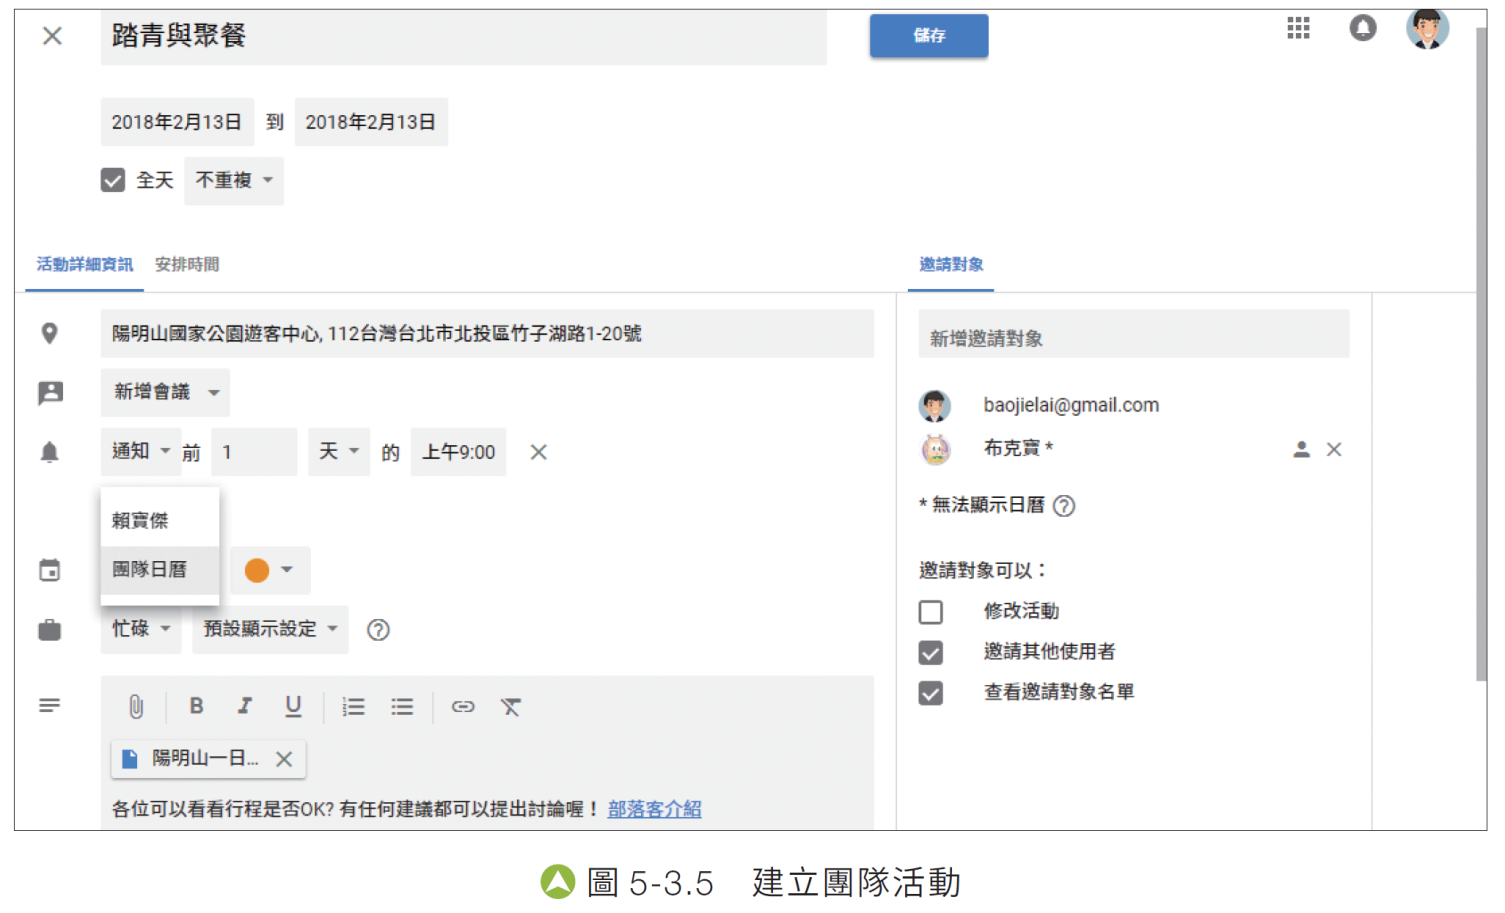 踏青與聚餐
儲存
2018年2月13日 到 2018年2月13日
全天 不重複
活動詳細資訊 安排時間
邀請對象
陽明山國家公園遊客中心, 112台灣台北市北投區竹子湖路1-20號
新增邀請對象
新增會議
baojielai@gmail.com
通知 前 1 天 的 上午9:00
布克寶 *
* 無法顯示日曆
賴寶傑
團隊日曆
邀請對象可以：
修改活動
忙碌 預設顯示設定
邀請其他使用者
查看邀請對象名單
B I U
陽明山一日...
各位可以看看行程是否OK? 有任何建議都可以提出討論喔！ 部落客介紹
圖 5-3.5 建立團隊活動